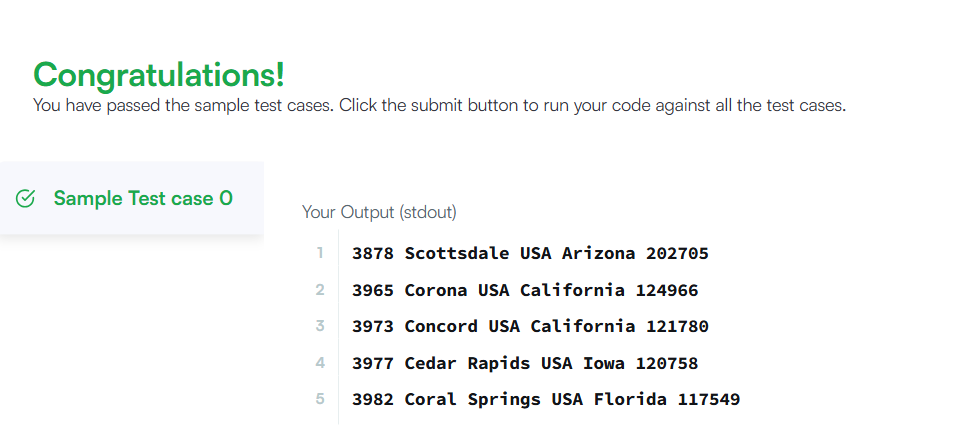 Congratulations!
You have passed the sample test cases. Click the submit button to run your code against all the test cases.
Sample Test case 0
Your Output (stdout)
1 3878 Scottsdale USA Arizona 202705
2 3965 Corona USA California 124966
3 3973 Concord USA California 121780
4 3977 Cedar Rapids USA Iowa 120758
5 3982 Coral Springs USA Florida 117549